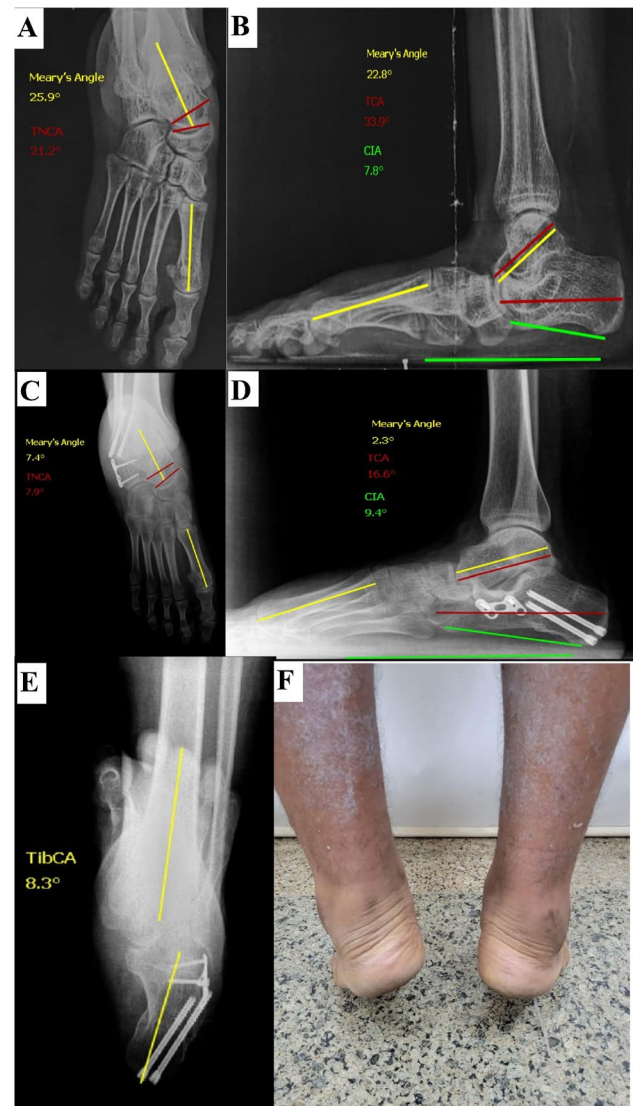 A
Meary's Angle
25.9°
TNCA
21.2°
B
Meary's Angle
22.8°
TCA
33.9°
CIA
7.8°
C
Meary's Angle
7.4°
TNCA
7.9°
D
Meary's Angle
2.3°
TCA
16.6°
CIA
9.4°
E
TibCA
8.3°
F